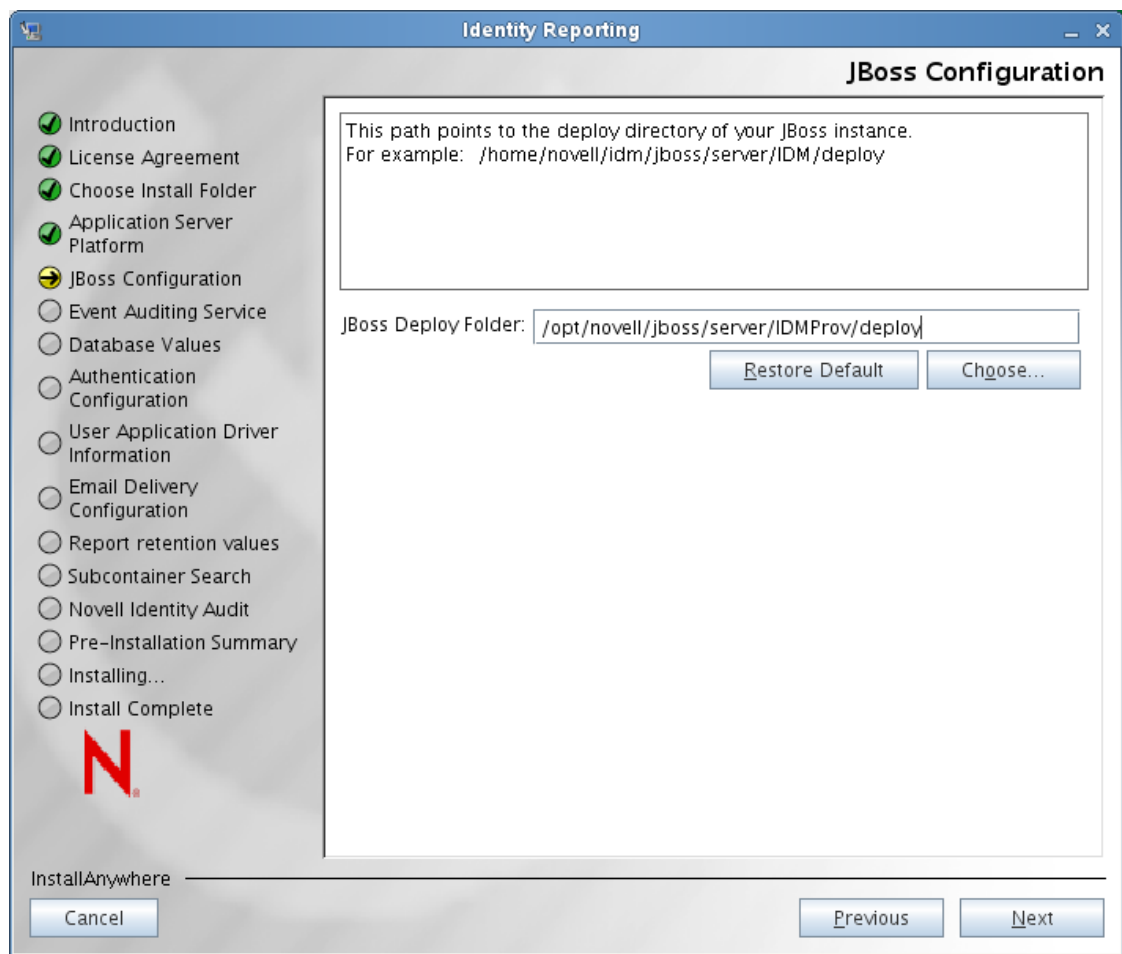 Identity Reporting
JBoss Configuration
Introduction
License Agreement
Choose Install Folder
Application Server
Platform
JBoss Configuration
Event Auditing Service
Database Values
Authentication
Configuration
User Application Driver
Information
Email Delivery
Configuration
Report retention values
Subcontainer Search
Novell Identity Audit
Pre-Installation Summary
Installing...
Install Complete
N
This path points to the deploy directory of your JBoss instance.
For example: /home/novell/idm/jboss/server/IDM/deploy
JBoss Deploy Folder: /opt/novell/jboss/server/IDMProv/deploy
Restore Default Choose...
InstallAnywhere
Cancel Previous Next